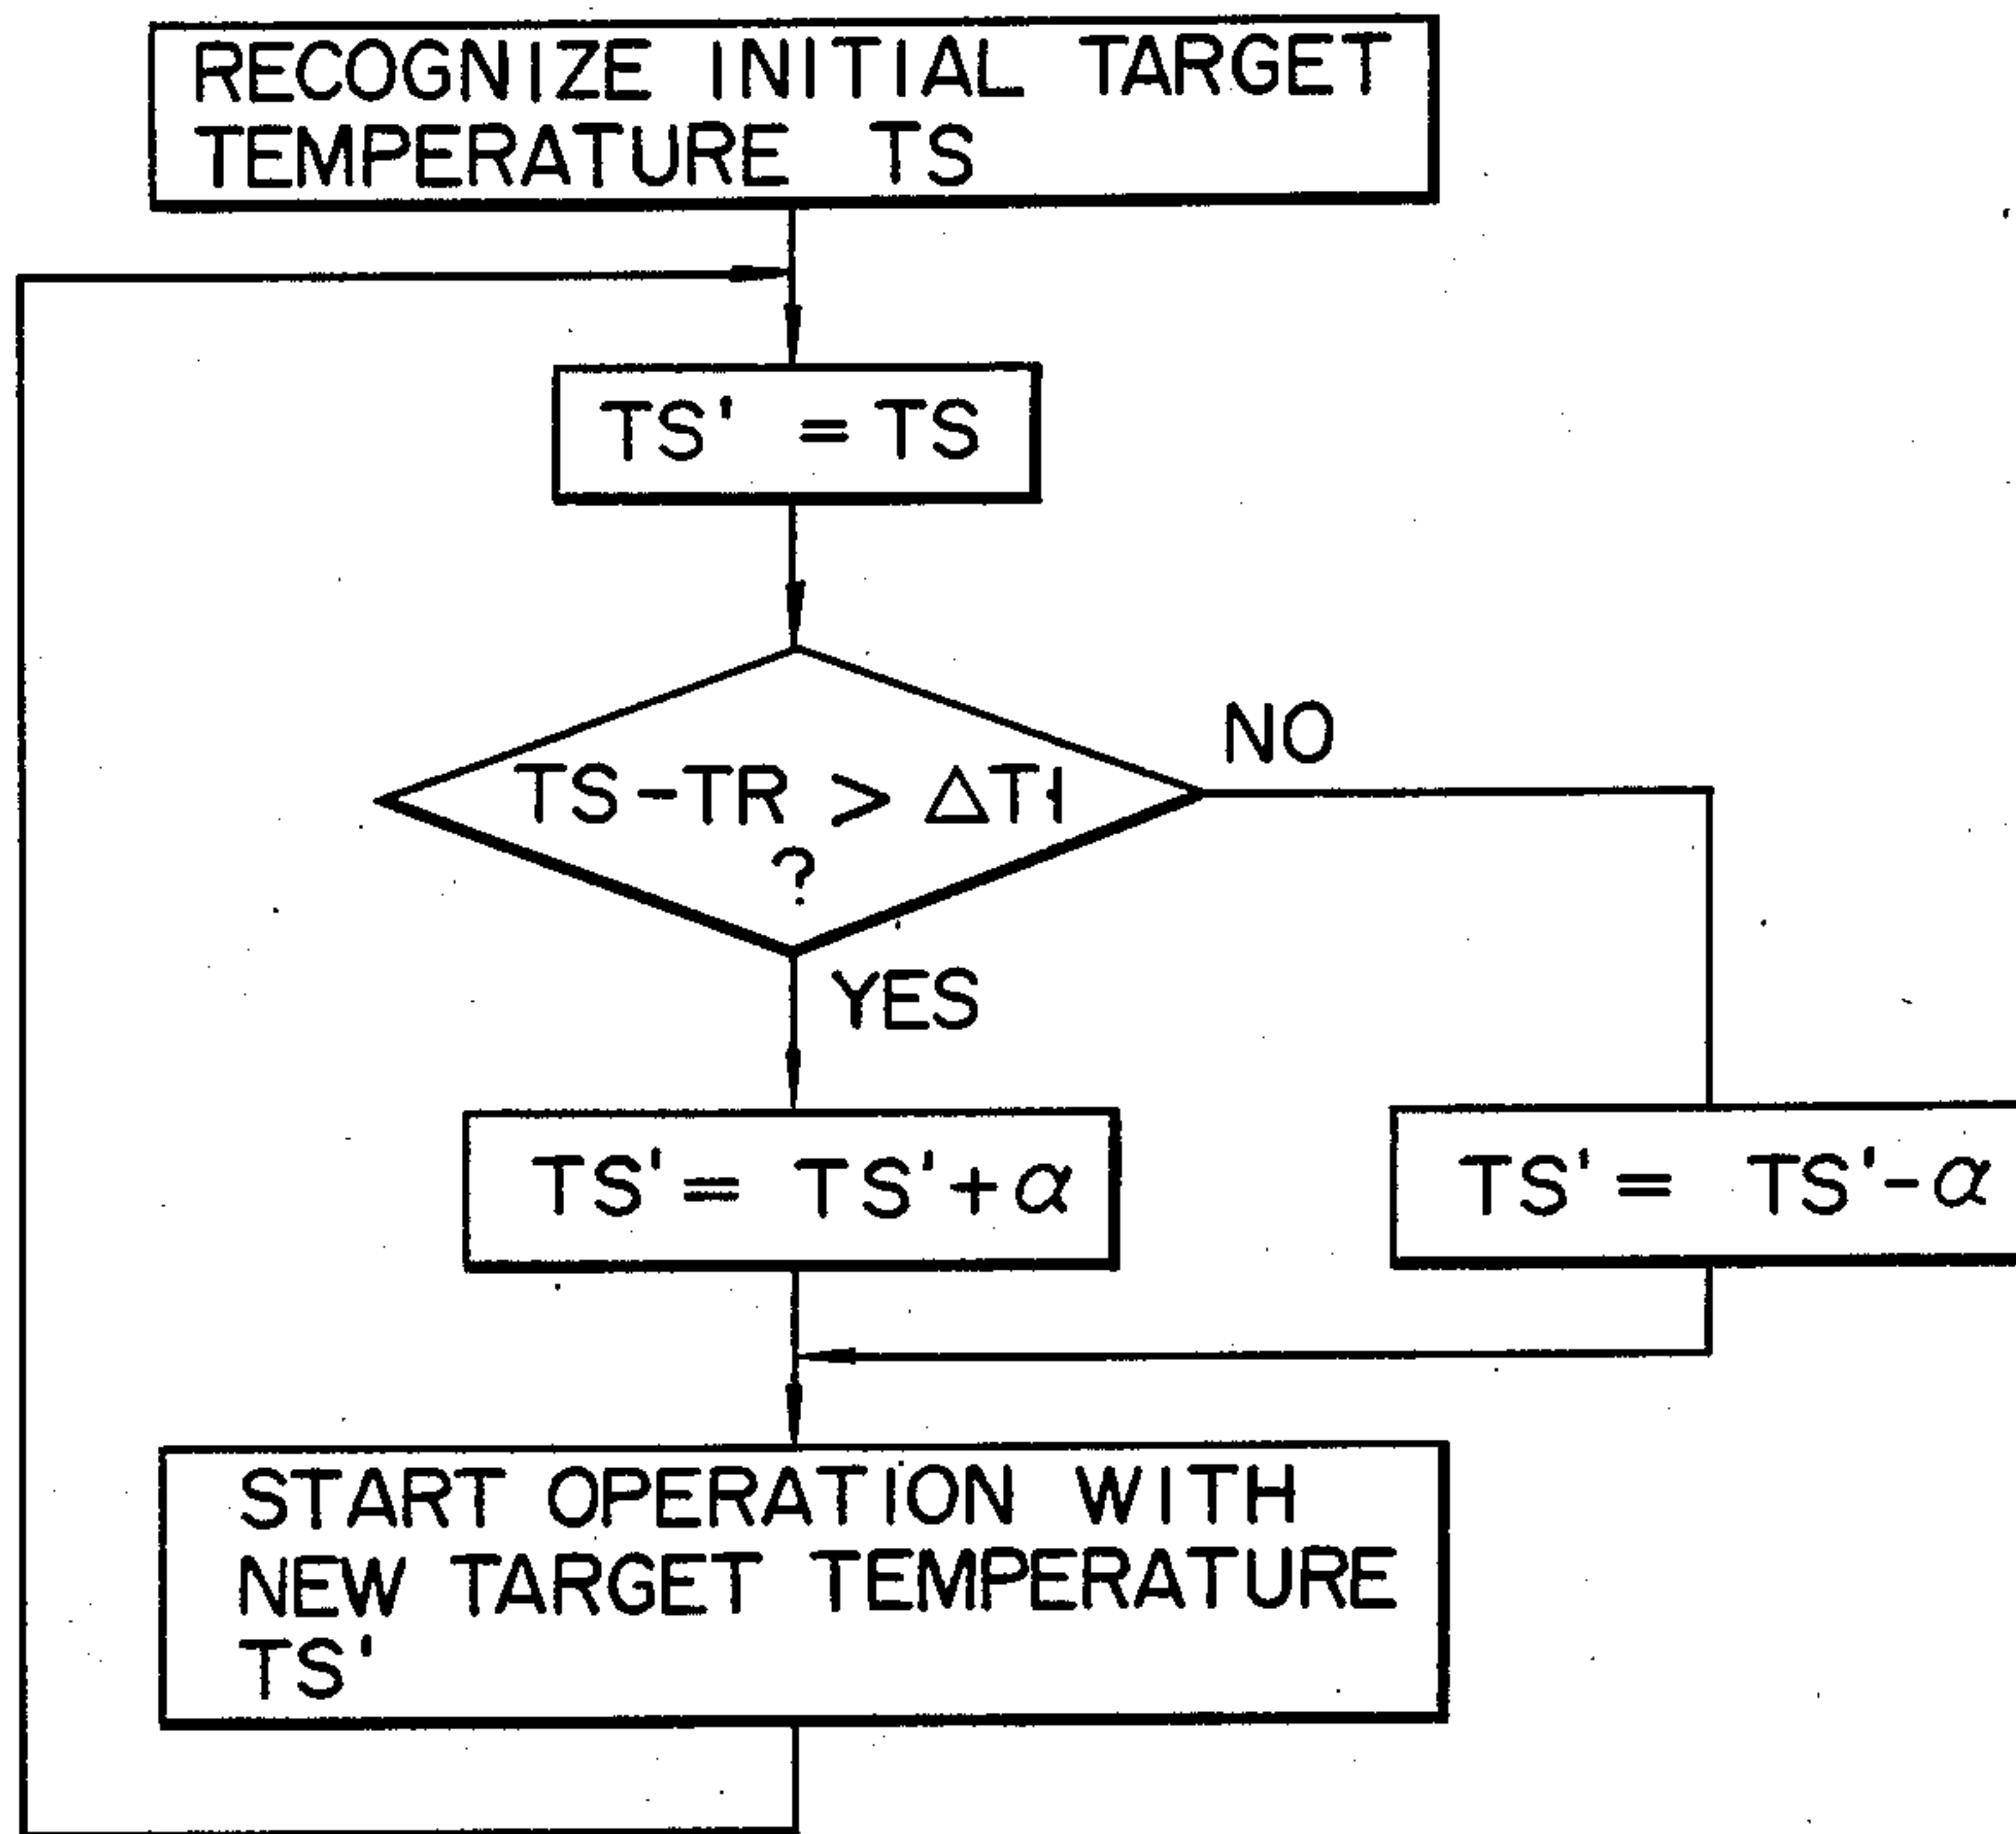 RECOGNIZE INITIAL TARGET
TEMPERATURE TS
TS' = TS
TS-TR > ΔT1
?
NO
YES
TS'= TS'+α
TS'= TS'-α
START OPERATION WITH
NEW TARGET TEMPERATURE
TS'